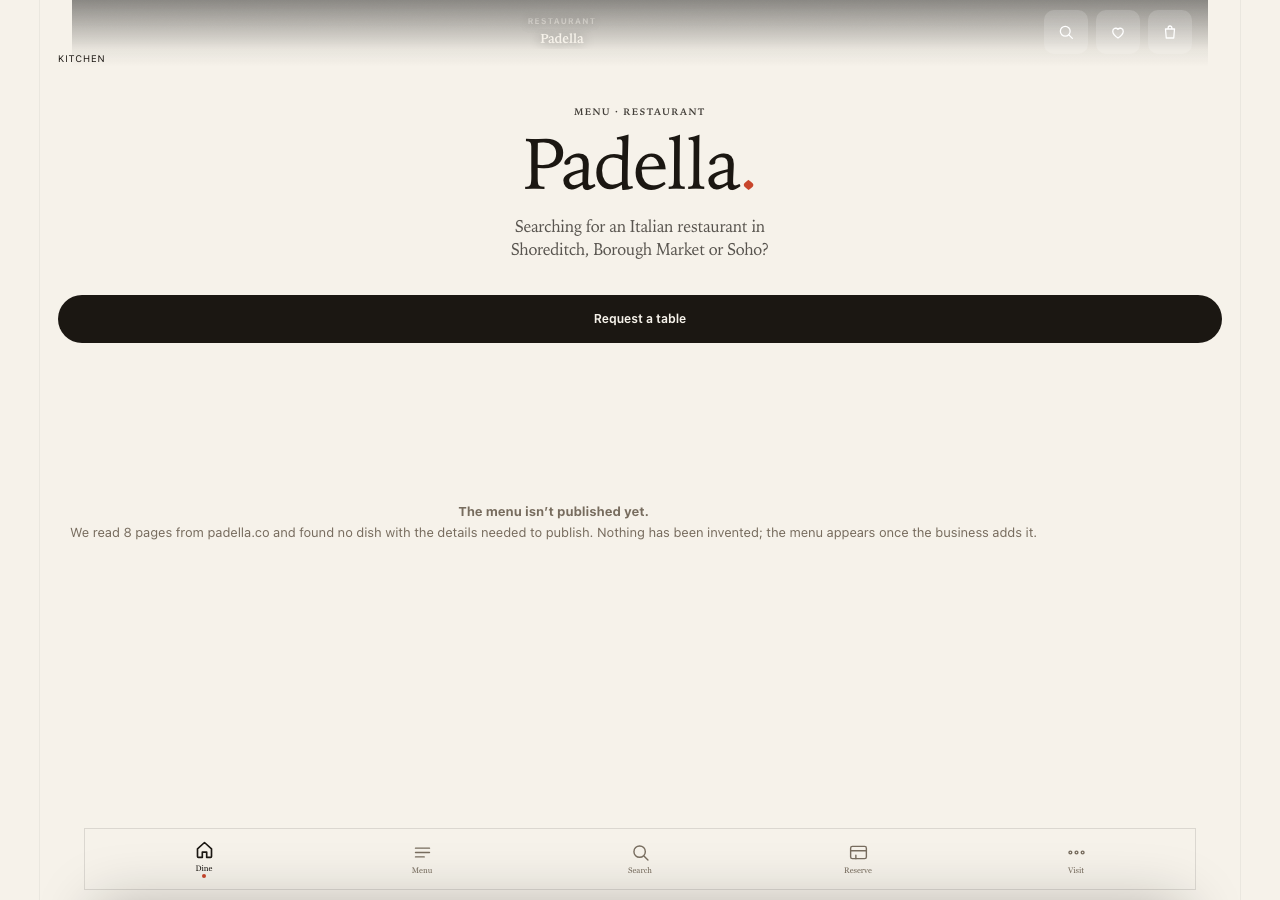 RESTAURANT
Padella
KITCHEN
MENU · RESTAURANT
Padella.
Searching for an Italian restaurant in
Shoreditch, Borough Market or Soho?
Request a table
The menu isn’t published yet.
We read 8 pages from padella.co and found no dish with the details needed to publish. Nothing has been invented; the menu appears once the business adds it.
Dine
Menu
Search
Reserve
Visit